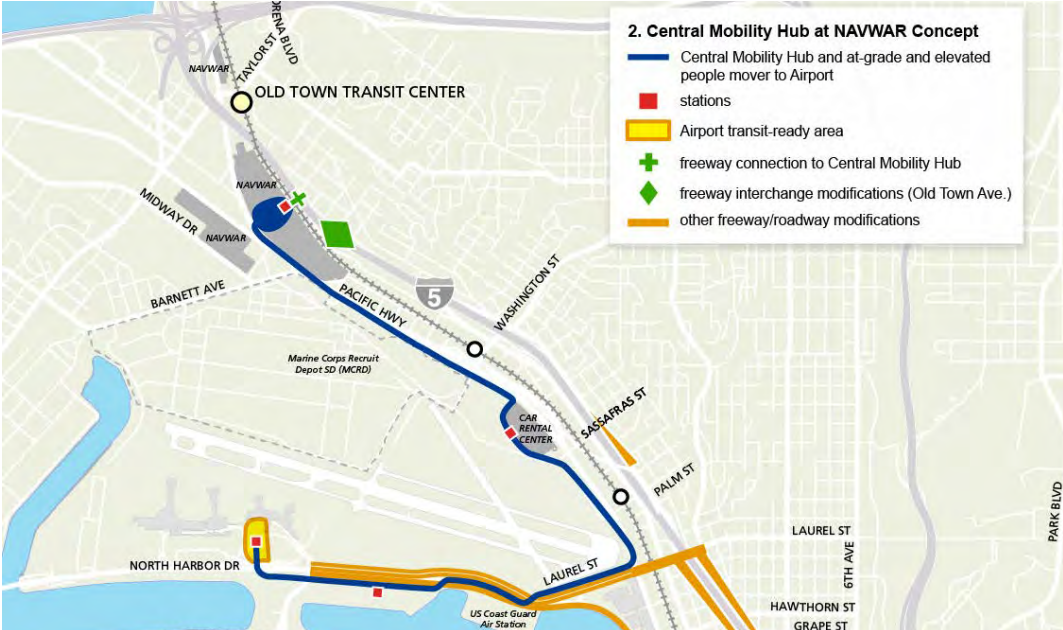 2. Central Mobility Hub at NAVWAR Concept
Central Mobility Hub and at-grade and elevated
people mover to Airport
stations
Airport transit-ready area
freeway connection to Central Mobility Hub
freeway interchange modifications (Old Town Ave.)
other freeway/roadway modifications
TAYLOR ST
NAVWAR
OLD TOWN TRANSIT CENTER
NAVWAR
MIDWAY DR
NAVWAR
BARNETT AVE
PACIFIC HWY
5
WASHINGTON ST
Marine Corps Recruit
Depot SD (MCRD)
CAR
RENTAL
CENTER
SASSAFRAS ST
PALM ST
LAUREL ST
6TH AVE
PARK BLVD
NORTH HARBOR DR
LAUREL ST
US Coast Guard
Air Station
HAWTHORN ST
GRAPE ST